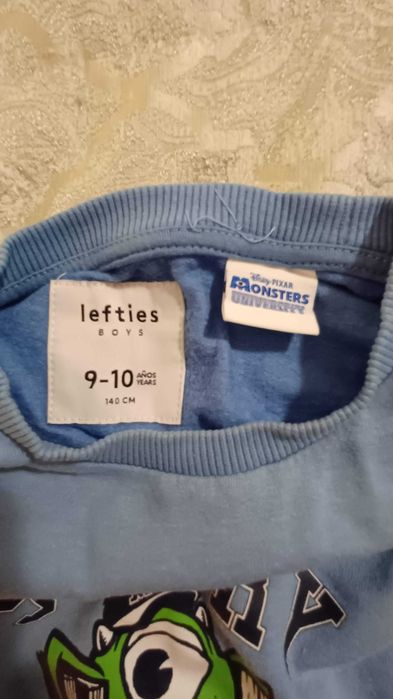 lefties
BOYS
9-10 AÑOS
YEARS
140 CM
Disney·PIXAR
MONSTERS
UNIVERSITY